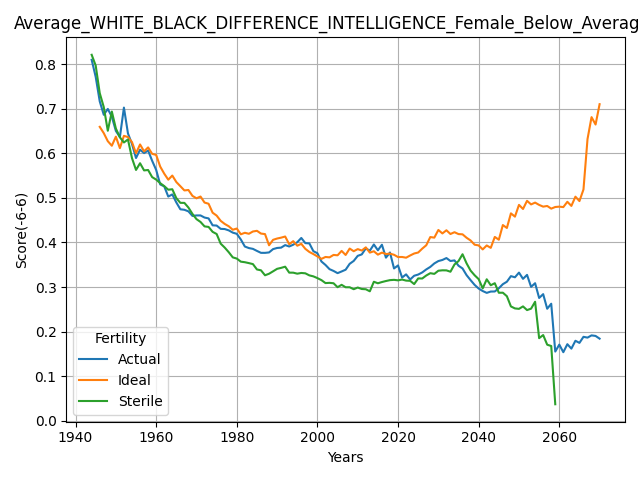 Average_WHITE_BLACK_DIFFERENCE_INTELLIGENCE_Female_Below_Averag
Score(-6-6)
0.8
0.7
0.6
0.5
0.4
0.3
0.2
0.1
0.0
Fertility
Actual
Ideal
Sterile
1940 1960 1980 2000 2020 2040 2060
Years